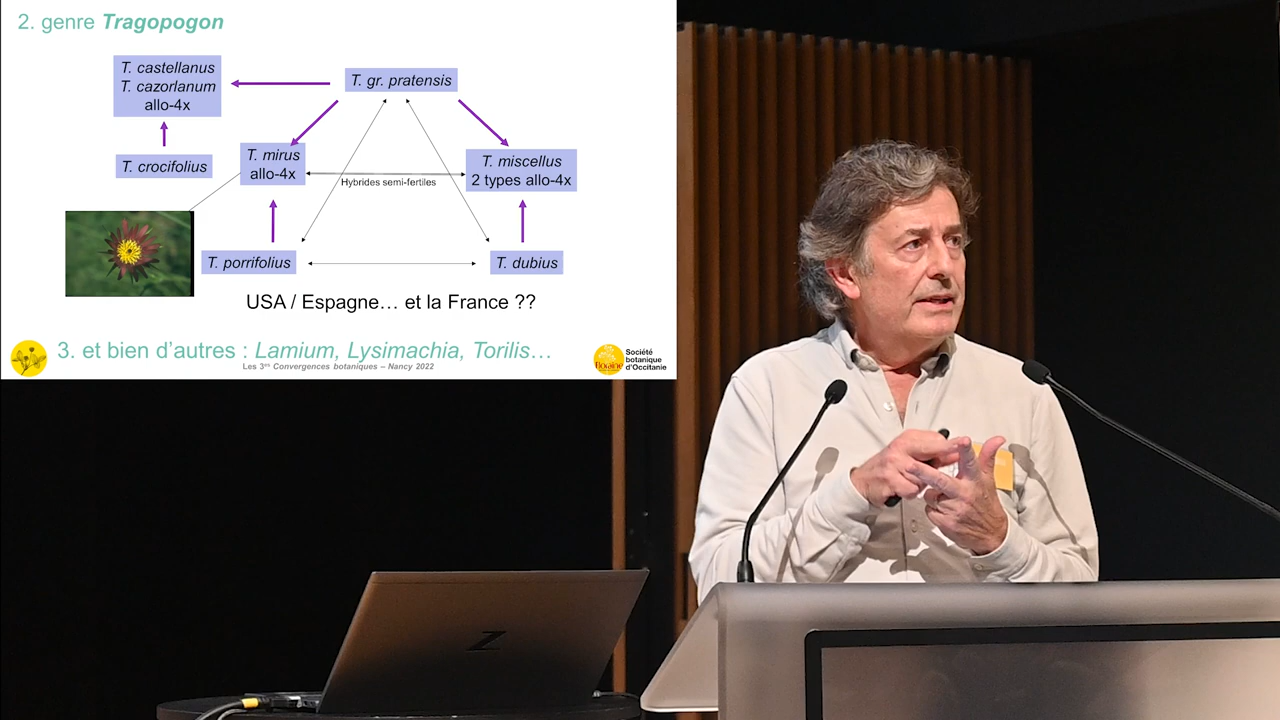 2. genre Tragopogon
T. castellanus
T. cazorlanum
allo-4x
T. gr. pratensis
T. crocifolius
T. mirus
allo-4x
Hybrides semi-fertiles
T. miscellus
2 types allo-4x
T. porrifolius
T. dubius
USA / Espagne… et la France ??
3. et bien d’autres : Lamium, Lysimachia, Torilis…
Les 3es Convergences botaniques – Nancy 2022
Société
botanique
d'Occitanie